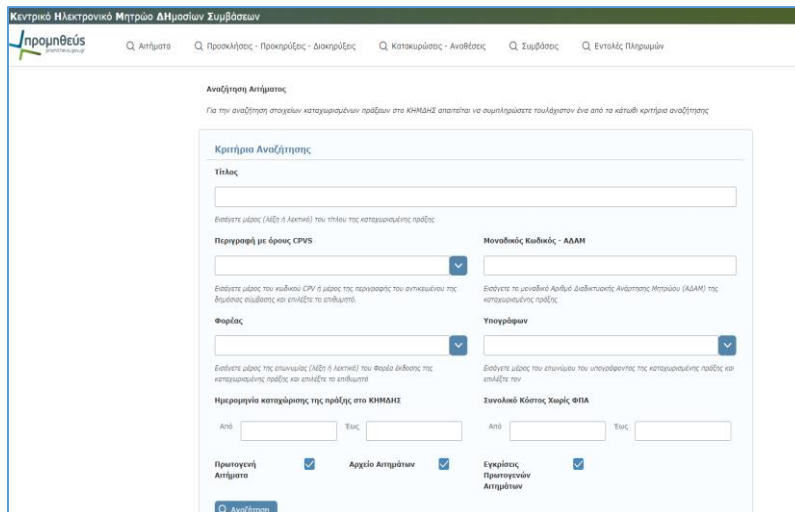 Κεντρικό Ηλεκτρονικό Μητρώο ΔΗμοσίων Συμβάσεων
προμηθεύς
promitheus.gov.gr
Αιτήματα
Προσκλήσεις - Προκηρύξεις - Διακηρύξεις
Κατακυρώσεις - Αναθέσεις
Συμβάσεις
Εντολές Πληρωμών
Αναζήτηση Αιτήματος
Για την αναζήτηση στοιχείων καταχωρισμένων πράξεων στο ΚΗΜΔΗΣ απαιτείται να συμπληρώσετε τουλάχιστον ένα από τα κάτωθι κριτήρια αναζήτησης
Κριτήρια Αναζήτησης
Τίτλος
Εισάγετε μέρος (λέξη ή λεκτικό) του τίτλου της καταχωρισμένης πράξης
Περιγραφή με όρους CPVS
Μοναδικός Κωδικός - ΑΔΑΜ
Εισάγετε μέρος του κωδικού CPV ή μέρος της περιγραφής του αντικειμένου της
δημόσιας σύμβασης και επιλέξτε το επιθυμητό.
Εισάγετε το μοναδικό Αριθμό Διαδικτυακής Ανάρτησης Μητρώου (ΑΔΑΜ) της
καταχωρισμένης πράξης
Φορέας
Υπογράφων
Εισάγετε μέρος της επωνυμίας (λέξη ή λεκτικό) του Φορέα έκδοσης της
καταχωρισμένης πράξης και επιλέξτε το επιθυμητό
Εισάγετε μέρος του επωνύμου του υπογράφοντος της καταχωρισμένης πράξης και
επιλέξτε τον
Ημερομηνία καταχώρισης της πράξης στο ΚΗΜΔΗΣ
Συνολικό Κόστος Χωρίς ΦΠΑ
Από
Έως
Από
Έως
Πρωτογενή
Αιτήματα
Αρχείο Αιτημάτων
Εγκρίσεις
Πρωτογενών
Αιτημάτων
Αναζήτηση